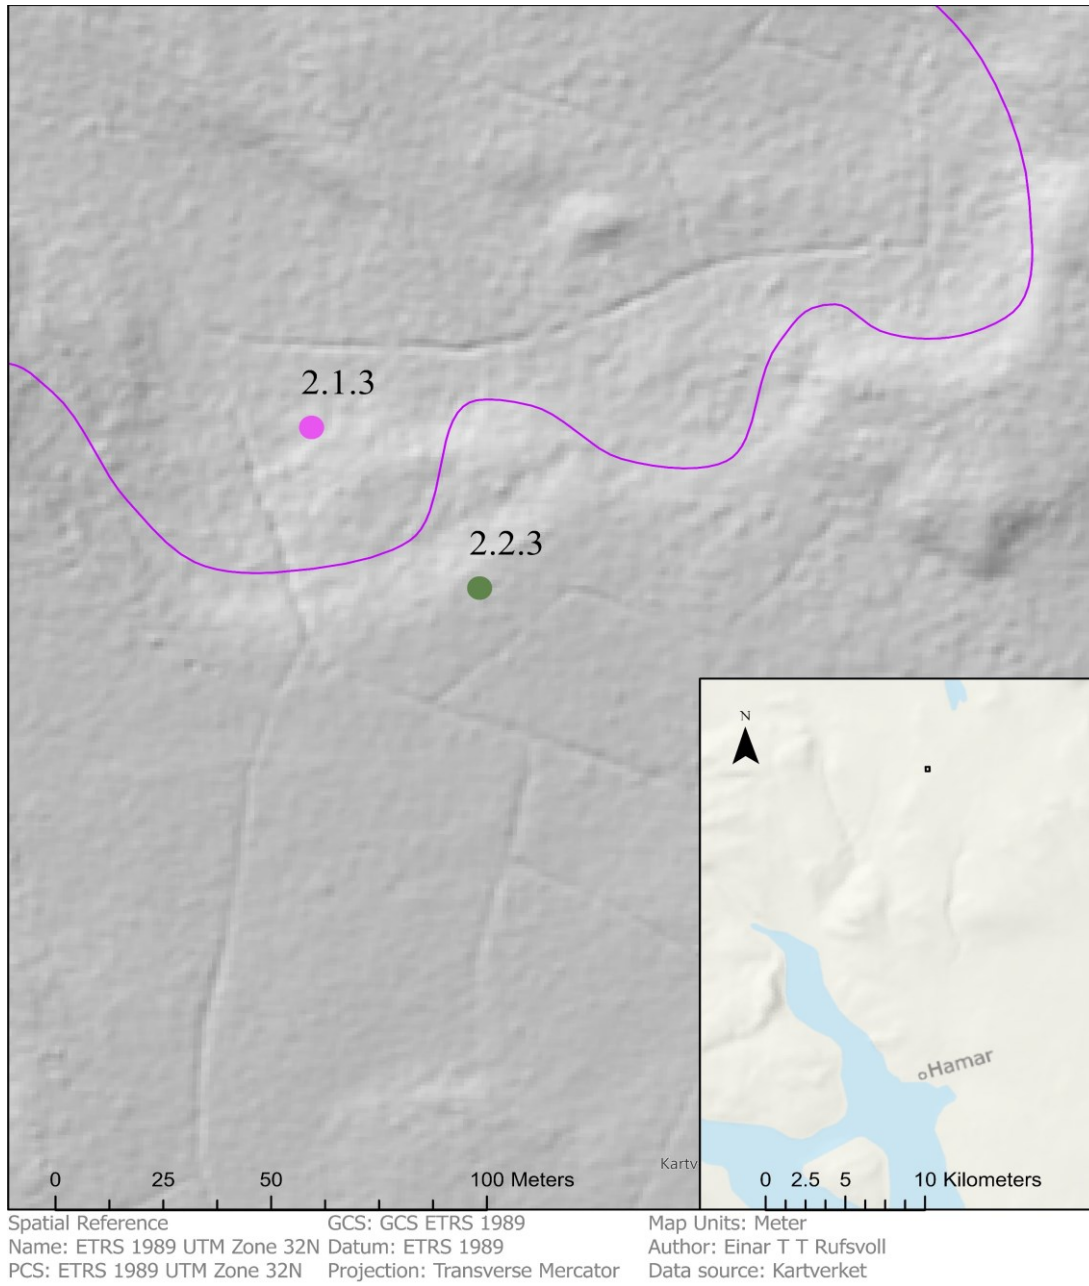 2.1.3
2.2.3
N
Hamar
Kartv
0 25 50 100 Meters
0 2.5 5 10 Kilometers
Spatial Reference
Name: ETRS 1989 UTM Zone 32N
PCS: ETRS 1989 UTM Zone 32N
GCS: GCS ETRS 1989
Datum: ETRS 1989
Projection: Transverse Mercator
Map Units: Meter
Author: Einar T T Rufsvoll
Data source: Kartverket